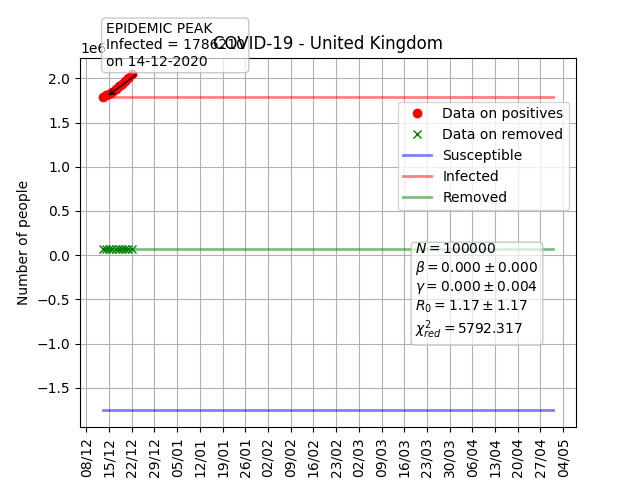 EPIDEMIC PEAK
Infected = 1786210
on 14-12-2020
COVID-19 - United Kingdom
1e6
2.0
1.5
1.0
0.5
0.0
−0.5
−1.0
−1.5
Number of people
Data on positives
Data on removed
Susceptible
Infected
Removed
N = 100000
β = 0.000 ± 0.000
γ = 0.000 ± 0.004
R₀ = 1.17 ± 1.17
χ²red = 5792.317
08/12
15/12
22/12
29/12
05/01
12/01
19/01
26/01
02/02
09/02
16/02
23/02
02/03
09/03
16/03
23/03
30/03
06/04
13/04
20/04
27/04
04/05